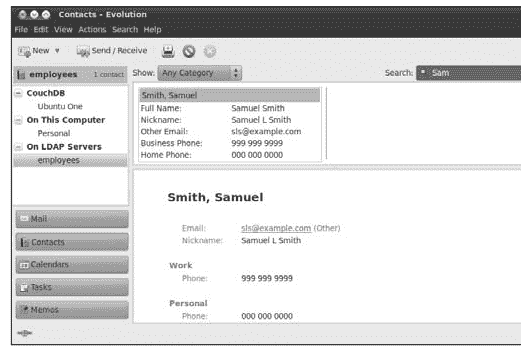 Contacts - Evolution
File Edit View Actions Search Help
New Send / Receive
employees 1 contact Show: Any Category Search: Sam
CouchDB
Ubuntu One
On This Computer
Personal
On LDAP Servers
employees
Mail
Contacts
Calendars
Tasks
Memos
Smith, Samuel
Full Name: Samuel Smith
Nickname: Samuel L Smith
Other Email: sls@example.com
Business Phone: 999 999 9999
Home Phone: 000 000 0000
Smith, Samuel
Email: sls@example.com (Other)
Nickname: Samuel L Smith
Work
Phone: 999 999 9999
Personal
Phone: 000 000 0000